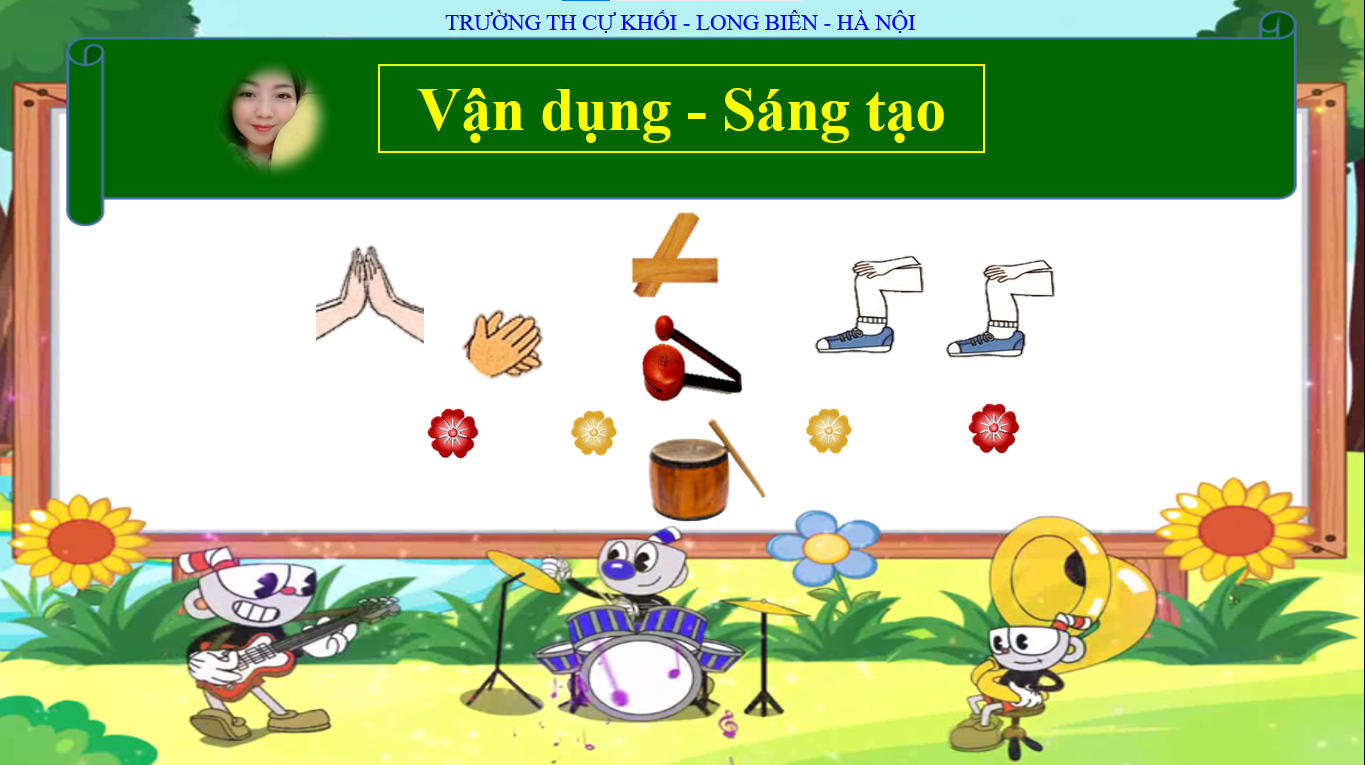 TRƯỜNG TH CỰ KHỐI - LONG BIÊN - HÀ NỘI
Vận dụng - Sáng tạo